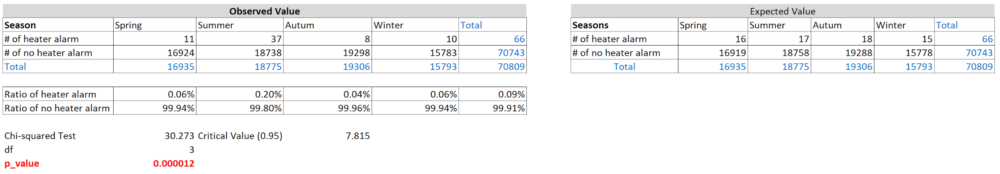 Observed Value Expected Value
Season Spring Summer Autum Winter Total Seasons Spring Summer Autum Winter Total
# of heater alarm 11 37 8 10 66 # of heater alarm 16 17 18 15 66
# of no heater alarm 16924 18738 19298 15783 70743 # of no heater alarm 16919 18758 19288 15778 70743
Total 16935 18775 19306 15793 70809 Total 16935 18775 19306 15793 70809
Ratio of heater alarm 0.06% 0.20% 0.04% 0.06% 0.09%
Ratio of no heater alarm 99.94% 99.80% 99.96% 99.94% 99.91%
Chi-squared Test 30.273 Critical Value (0.95) 7.815
df 3
p_value 0.000012